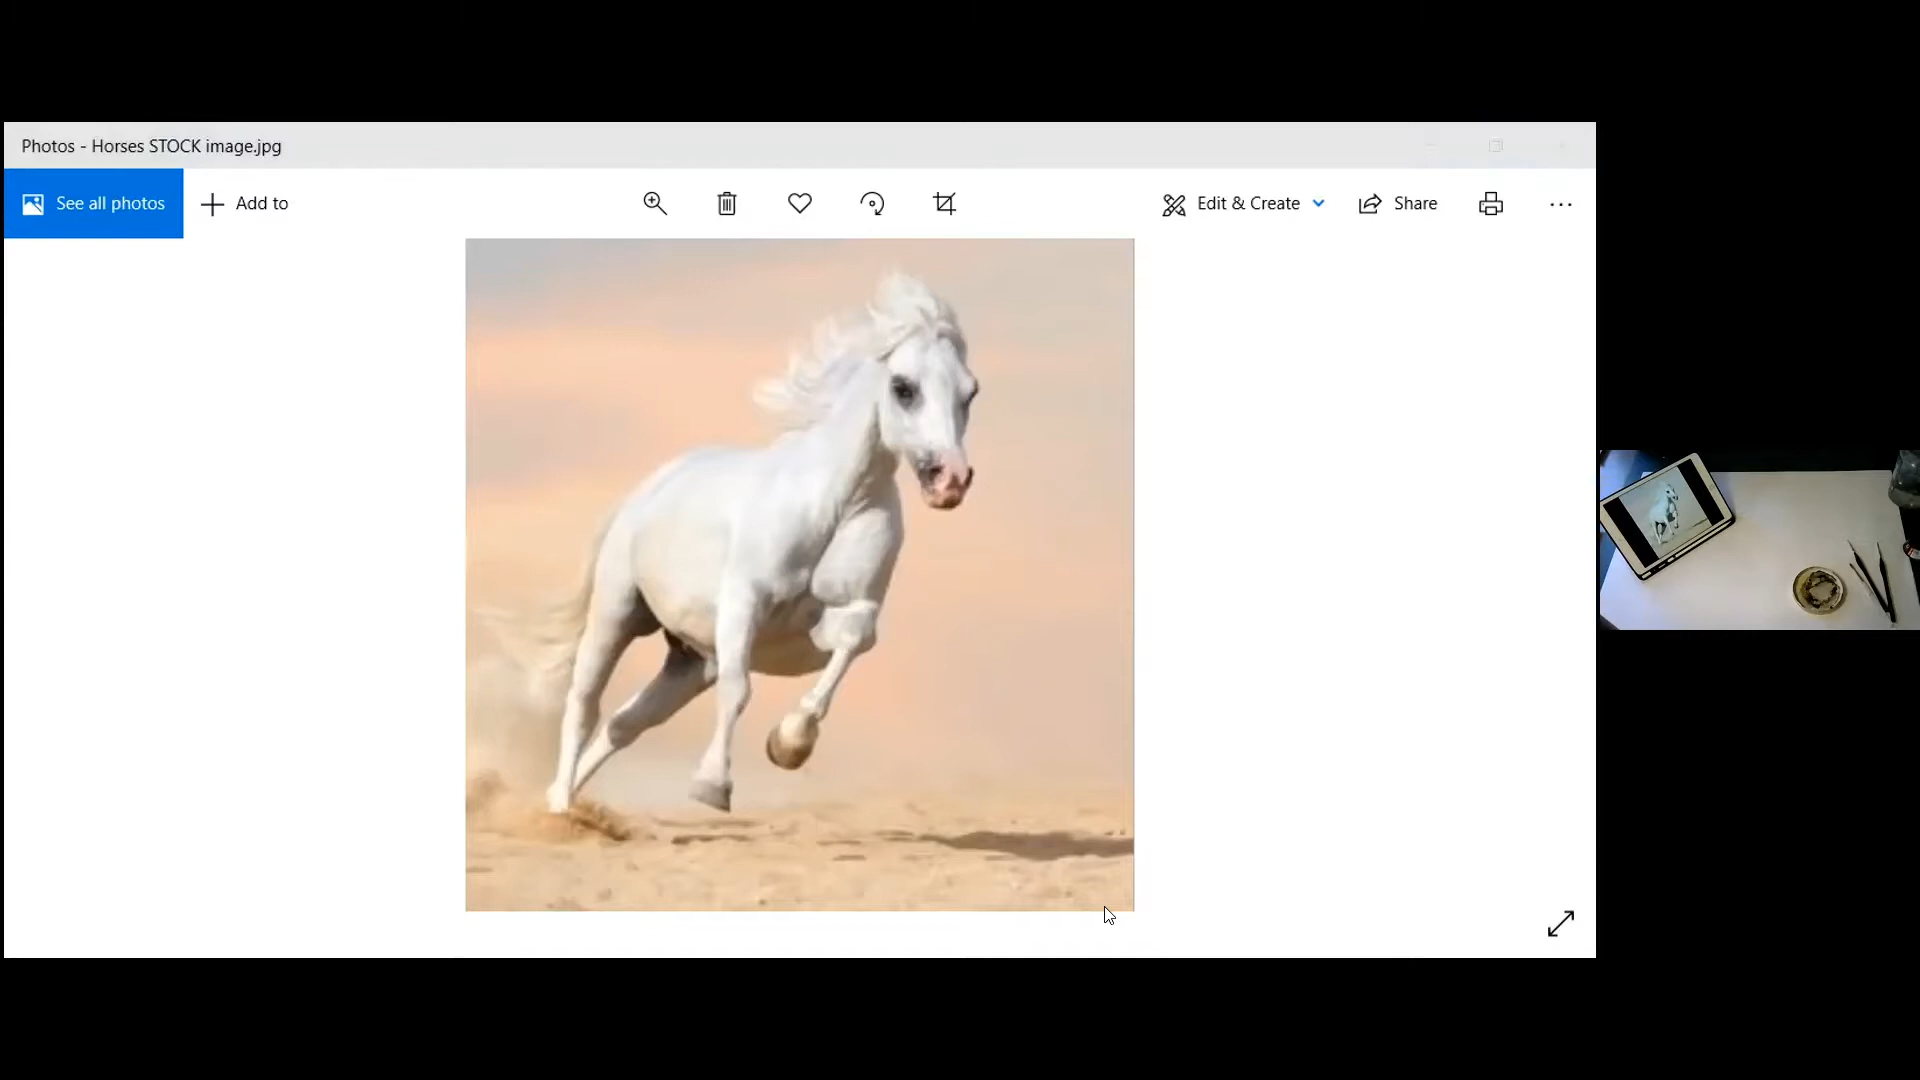 Photos - Horses STOCK image.jpg
See all photos
Add to
Edit & Create
Share